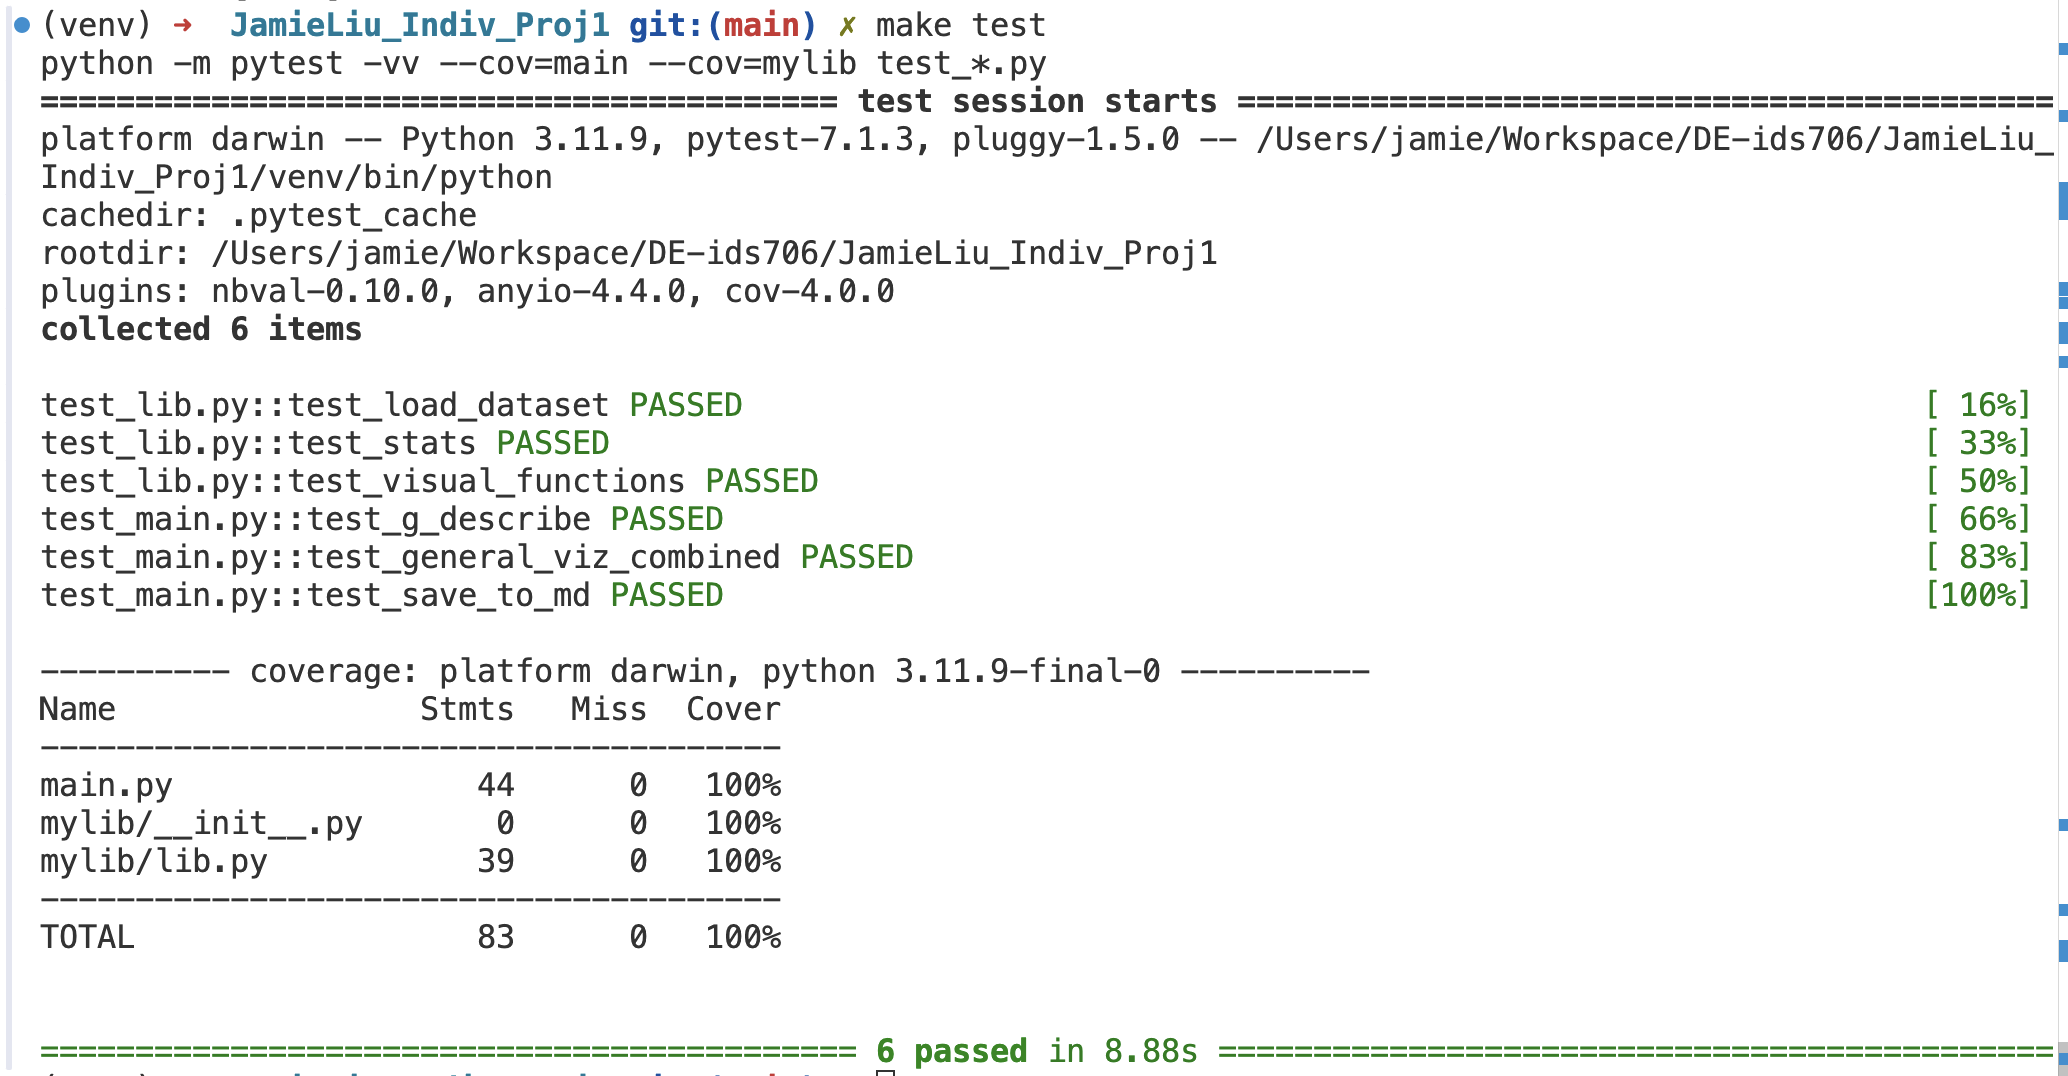 (venv) ➜ JamieLiu_Indiv_Proj1 git:(main) ✗ make test
python -m pytest -vv --cov=main --cov=mylib test_*.py
========================================== test session starts ===========================================
platform darwin -- Python 3.11.9, pytest-7.1.3, pluggy-1.5.0 -- /Users/jamie/Workspace/DE-ids706/JamieLiu_
Indiv_Proj1/venv/bin/python
cachedir: .pytest_cache
rootdir: /Users/jamie/Workspace/DE-ids706/JamieLiu_Indiv_Proj1
plugins: nbval-0.10.0, anyio-4.4.0, cov-4.0.0
collected 6 items
test_lib.py::test_load_dataset PASSED [ 16%]
test_lib.py::test_stats PASSED [ 33%]
test_lib.py::test_visual_functions PASSED [ 50%]
test_main.py::test_g_describe PASSED [ 66%]
test_main.py::test_general_viz_combined PASSED [ 83%]
test_main.py::test_save_to_md PASSED [100%]
---------- coverage: platform darwin, python 3.11.9-final-0 ----------
Name Stmts Miss Cover
---------------------------------------
main.py 44 0 100%
mylib/__init__.py 0 0 100%
mylib/lib.py 39 0 100%
---------------------------------------
TOTAL 83 0 100%
=========================================== 6 passed in 8.88s ============================================